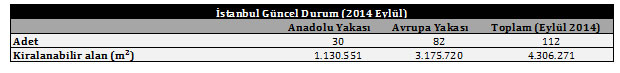 İstanbul Güncel Durum (2014 Eylül)
Anadolu Yakası Avrupa Yakası Toplam (Eylül 2014)
Adet 30 82 112
Kiralanabilir alan (m²) 1.130.551 3.175.720 4.306.271